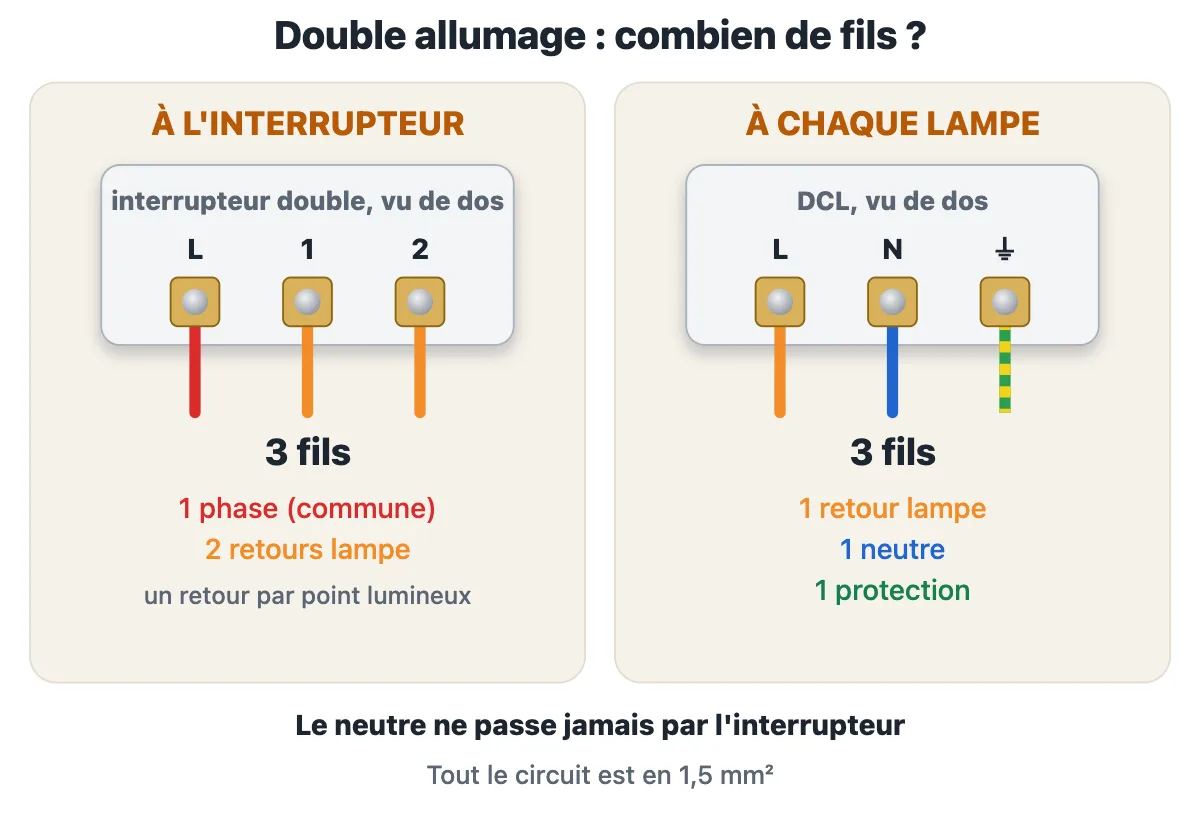 Double allumage : combien de fils ?
À L'INTERRUPTEUR
interrupteur double, vu de dos
L 1 2
3 fils
1 phase (commune)
2 retours lampe
un retour par point lumineux
À CHAQUE LAMPE
DCL, vu de dos
L N ⏚
3 fils
1 retour lampe
1 neutre
1 protection
Le neutre ne passe jamais par l'interrupteur
Tout le circuit est en 1,5 mm²